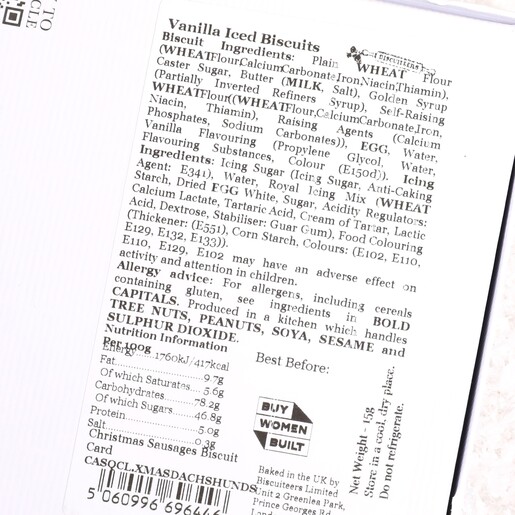 TO
CLE
Vanilla Iced Biscuits
Biscuiteers
Biscuit Ingredients: Plain WHEAT Flour
(WHEATFlour,CalciumCarbonate,Iron,Niacin,Thiamin),
Caster Sugar, Butter (MILK, Salt), Golden Syrup
(Partially Inverted Refiners Syrup), Self-Raising
WHEATFlour((WHEATFlour,CalciumCarbonate,Iron,
Niacin, Thiamin), Raising Agents (Calcium
Phosphates, Sodium Carbonates)), EGG, Water,
Vanilla Flavouring (Propylene Glycol, Water,
Flavouring Substances, Colour (E150d)). Icing
Ingredients: Icing Sugar (Icing Sugar, Anti-Caking
Agent: E341), Water, Royal Icing Mix (WHEAT
Starch, Dried EGG White, Sugar, Acidity Regulators:
Calcium Lactate, Tartaric Acid, Cream of Tartar, Lactic
Acid, Dextrose, Stabiliser: Guar Gum), Food Colouring
(Thickener: (E551), Corn Starch, Colours: (E102, E110,
E129, E132, E133)).
E110, E129, E102 may have an adverse effect on
activity and attention in children.
Allergy advice: For allergens, including cereals
containing gluten, see ingredients in BOLD
CAPITALS. Produced in a kitchen which handles
TREE NUTS, PEANUTS, SOYA, SESAME and
SULPHUR DIOXIDE.
Nutrition Information
Per 100g
Energy......1760kJ/417kcal
Fat......9.7g
Of which Saturates.....5.6g
Carbohydrates......78.2g
Of which Sugars......46.8g
Protein......5.0g
Salt......0.3g
Christmas Sausages Biscuit
Card
CASQCL.XMASDACHSHUNDS
5 060996 696446
Best Before:
BUY
WOMEN
BUILT
Baked in the UK by
Biscuiteers Limited
Unit 2 Greenlea Park,
Prince Georges Rd
Net Weight - 15g
Store in a cool, dry place.
Do not refrigerate.